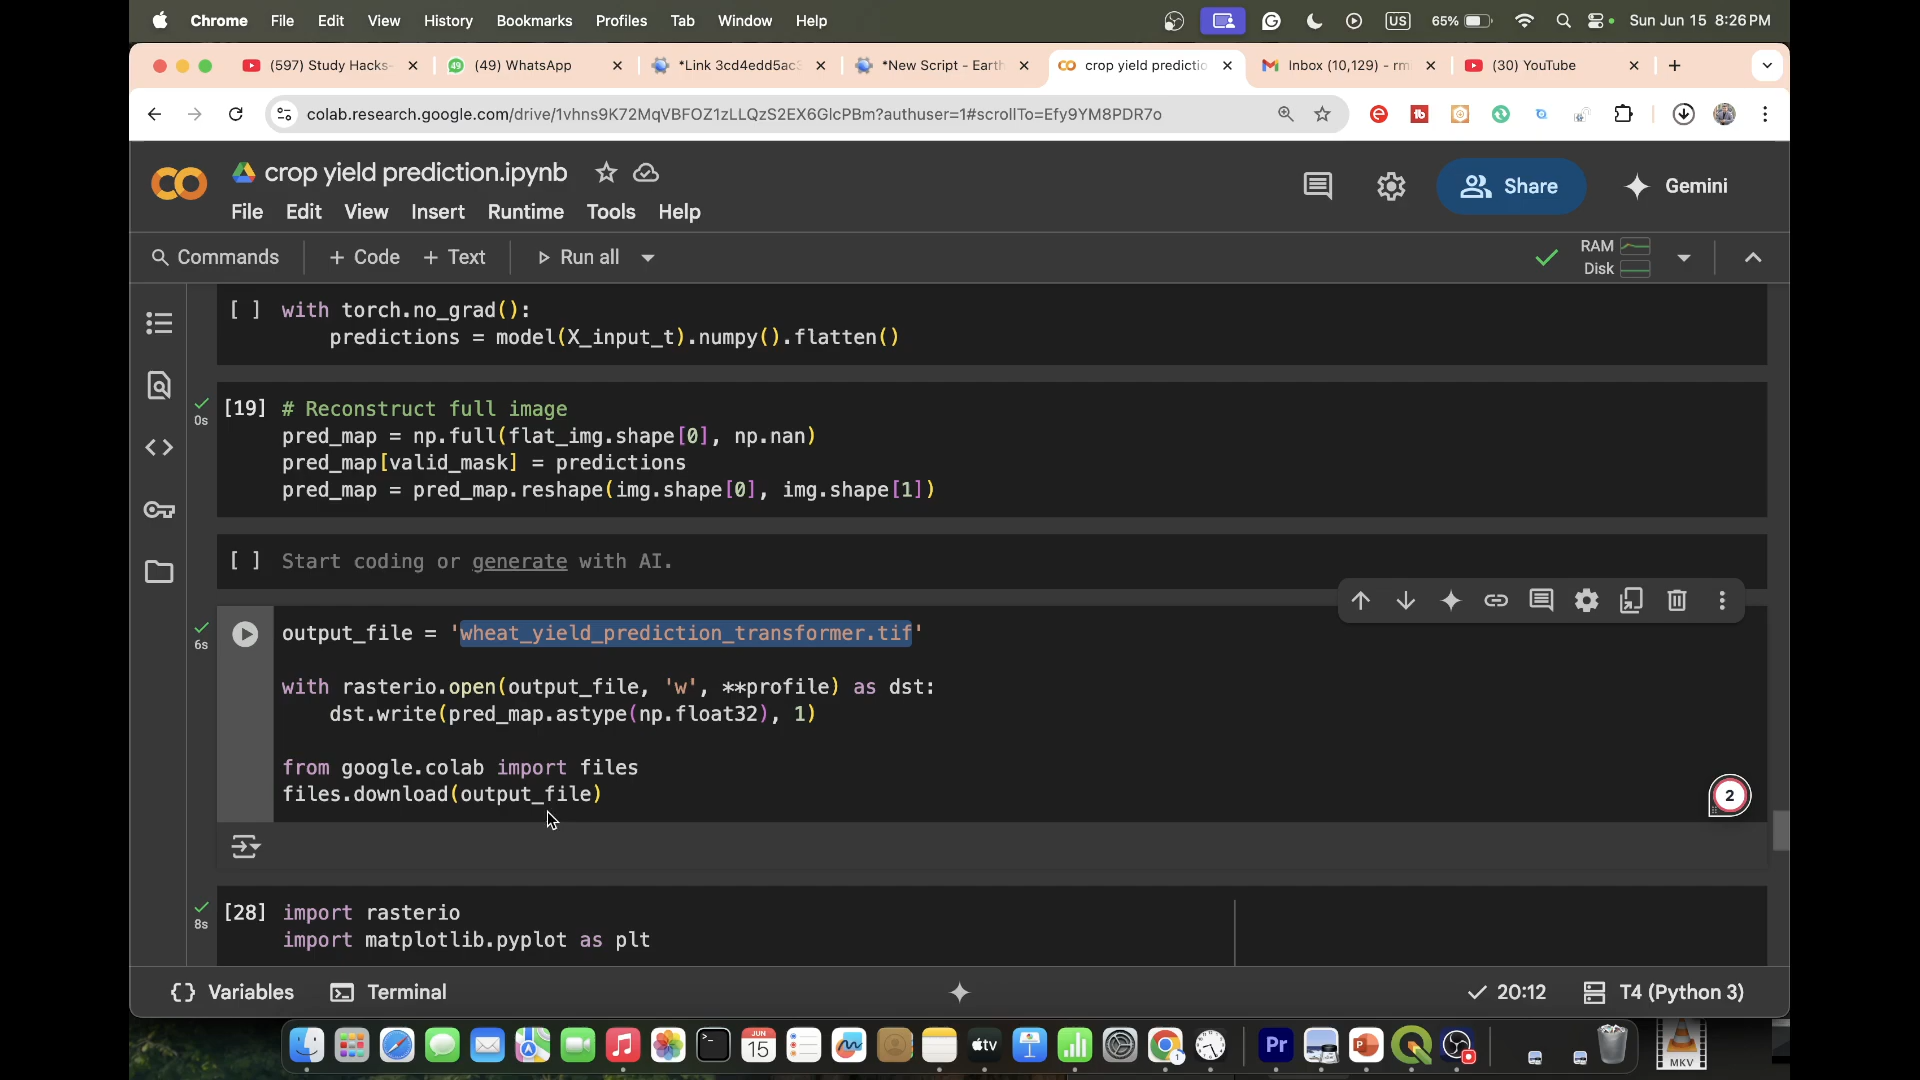 Chrome File Edit View History Bookmarks Profiles Tab Window Help US 65% Sun Jun 15 8:26 PM
(597) Study Hacks- (49) WhatsApp *Link 3cd4edd5ac3 *New Script - Earth crop yield predictio Inbox (10,129) - rm (30) YouTube
colab.research.google.com/drive/1vhns9K72MqVBFOZ1zLLQzS2EX6GlcPBm?authuser=1#scrollTo=Efy9YM8PDR7o
crop yield prediction.ipynb
Share Gemini
File Edit View Insert Runtime Tools Help
Commands + Code + Text Run all RAM
Disk
[ ] with torch.no_grad():
predictions = model(X_input_t).numpy().flatten()
[19] # Reconstruct full image
0s pred_map = np.full(flat_img.shape[0], np.nan)
pred_map[valid_mask] = predictions
pred_map = pred_map.reshape(img.shape[0], img.shape[1])
[ ] Start coding or generate with AI.
output_file = 'wheat_yield_prediction_transformer.tif'
6s
with rasterio.open(output_file, 'w', **profile) as dst:
dst.write(pred_map.astype(np.float32), 1)
from google.colab import files
files.download(output_file)
2
[28] import rasterio
8s import matplotlib.pyplot as plt
{} Variables Terminal 20:12 T4 (Python 3)
JUN
15
tv
Pr
P
MKV